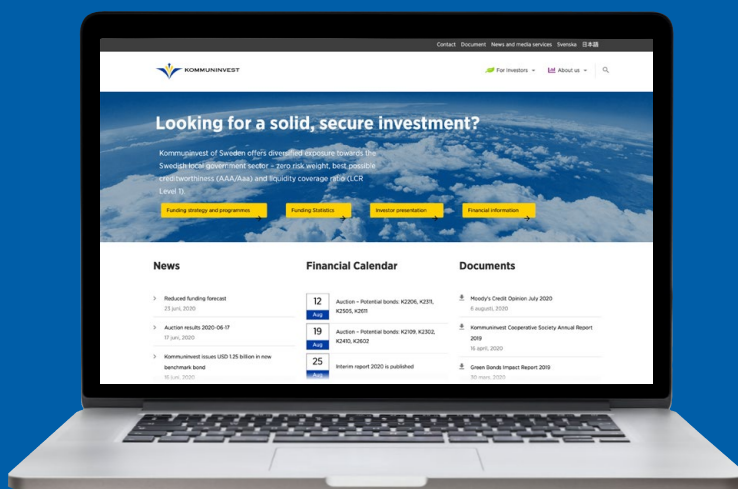 Contact Document News and media services Svenska 日本語
KOMMUNINVEST
For Investors
About us
Looking for a solid, secure investment?
Kommuninvest of Sweden offers diversified exposure towards the
Swedish local government sector – zero risk weight, best possible
creditworthiness (AAA/Aaa) and liquidity coverage ratio (LCR
Level 1).
Funding strategy and programmes
Funding Statistics
Investor presentation
Financial information
News
Reduced funding forecast
23 juni, 2020
Auction results 2020-06-17
17 juni, 2020
Kommuninvest issues USD 1.25 billion in new
benchmark bond
16 juni, 2020
Financial Calendar
12
Aug
Auction – Potential bonds: K2206, K2311,
K2505, K2611
19
Aug
Auction – Potential bonds: K2109, K2302,
K2410, K2602
25
Aug
Interim report 2020 is published
Documents
Moody's Credit Opinion July 2020
6 augusti, 2020
Kommuninvest Cooperative Society Annual Report
2019
16 april, 2020
Green Bonds Impact Report 2019
30 mars, 2020